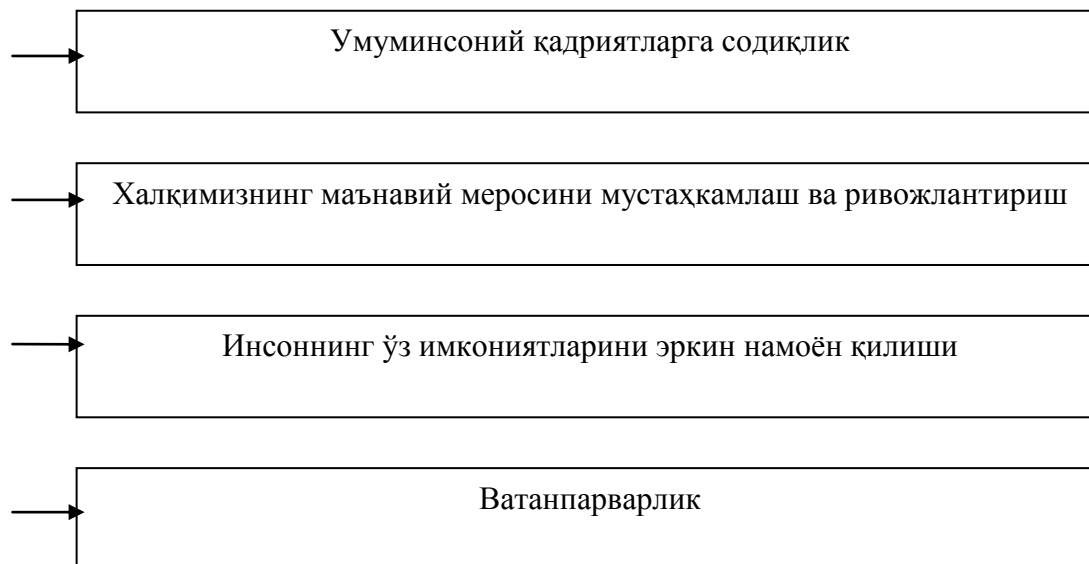 Умуминсоний қадриятларга содиқлик
Халқимизнинг маънавий меросини мустаҳкамлаш ва ривожлантириш
Инсоннинг ўз имкониятларини эркин намоён қилиши
Ватанпарварлик